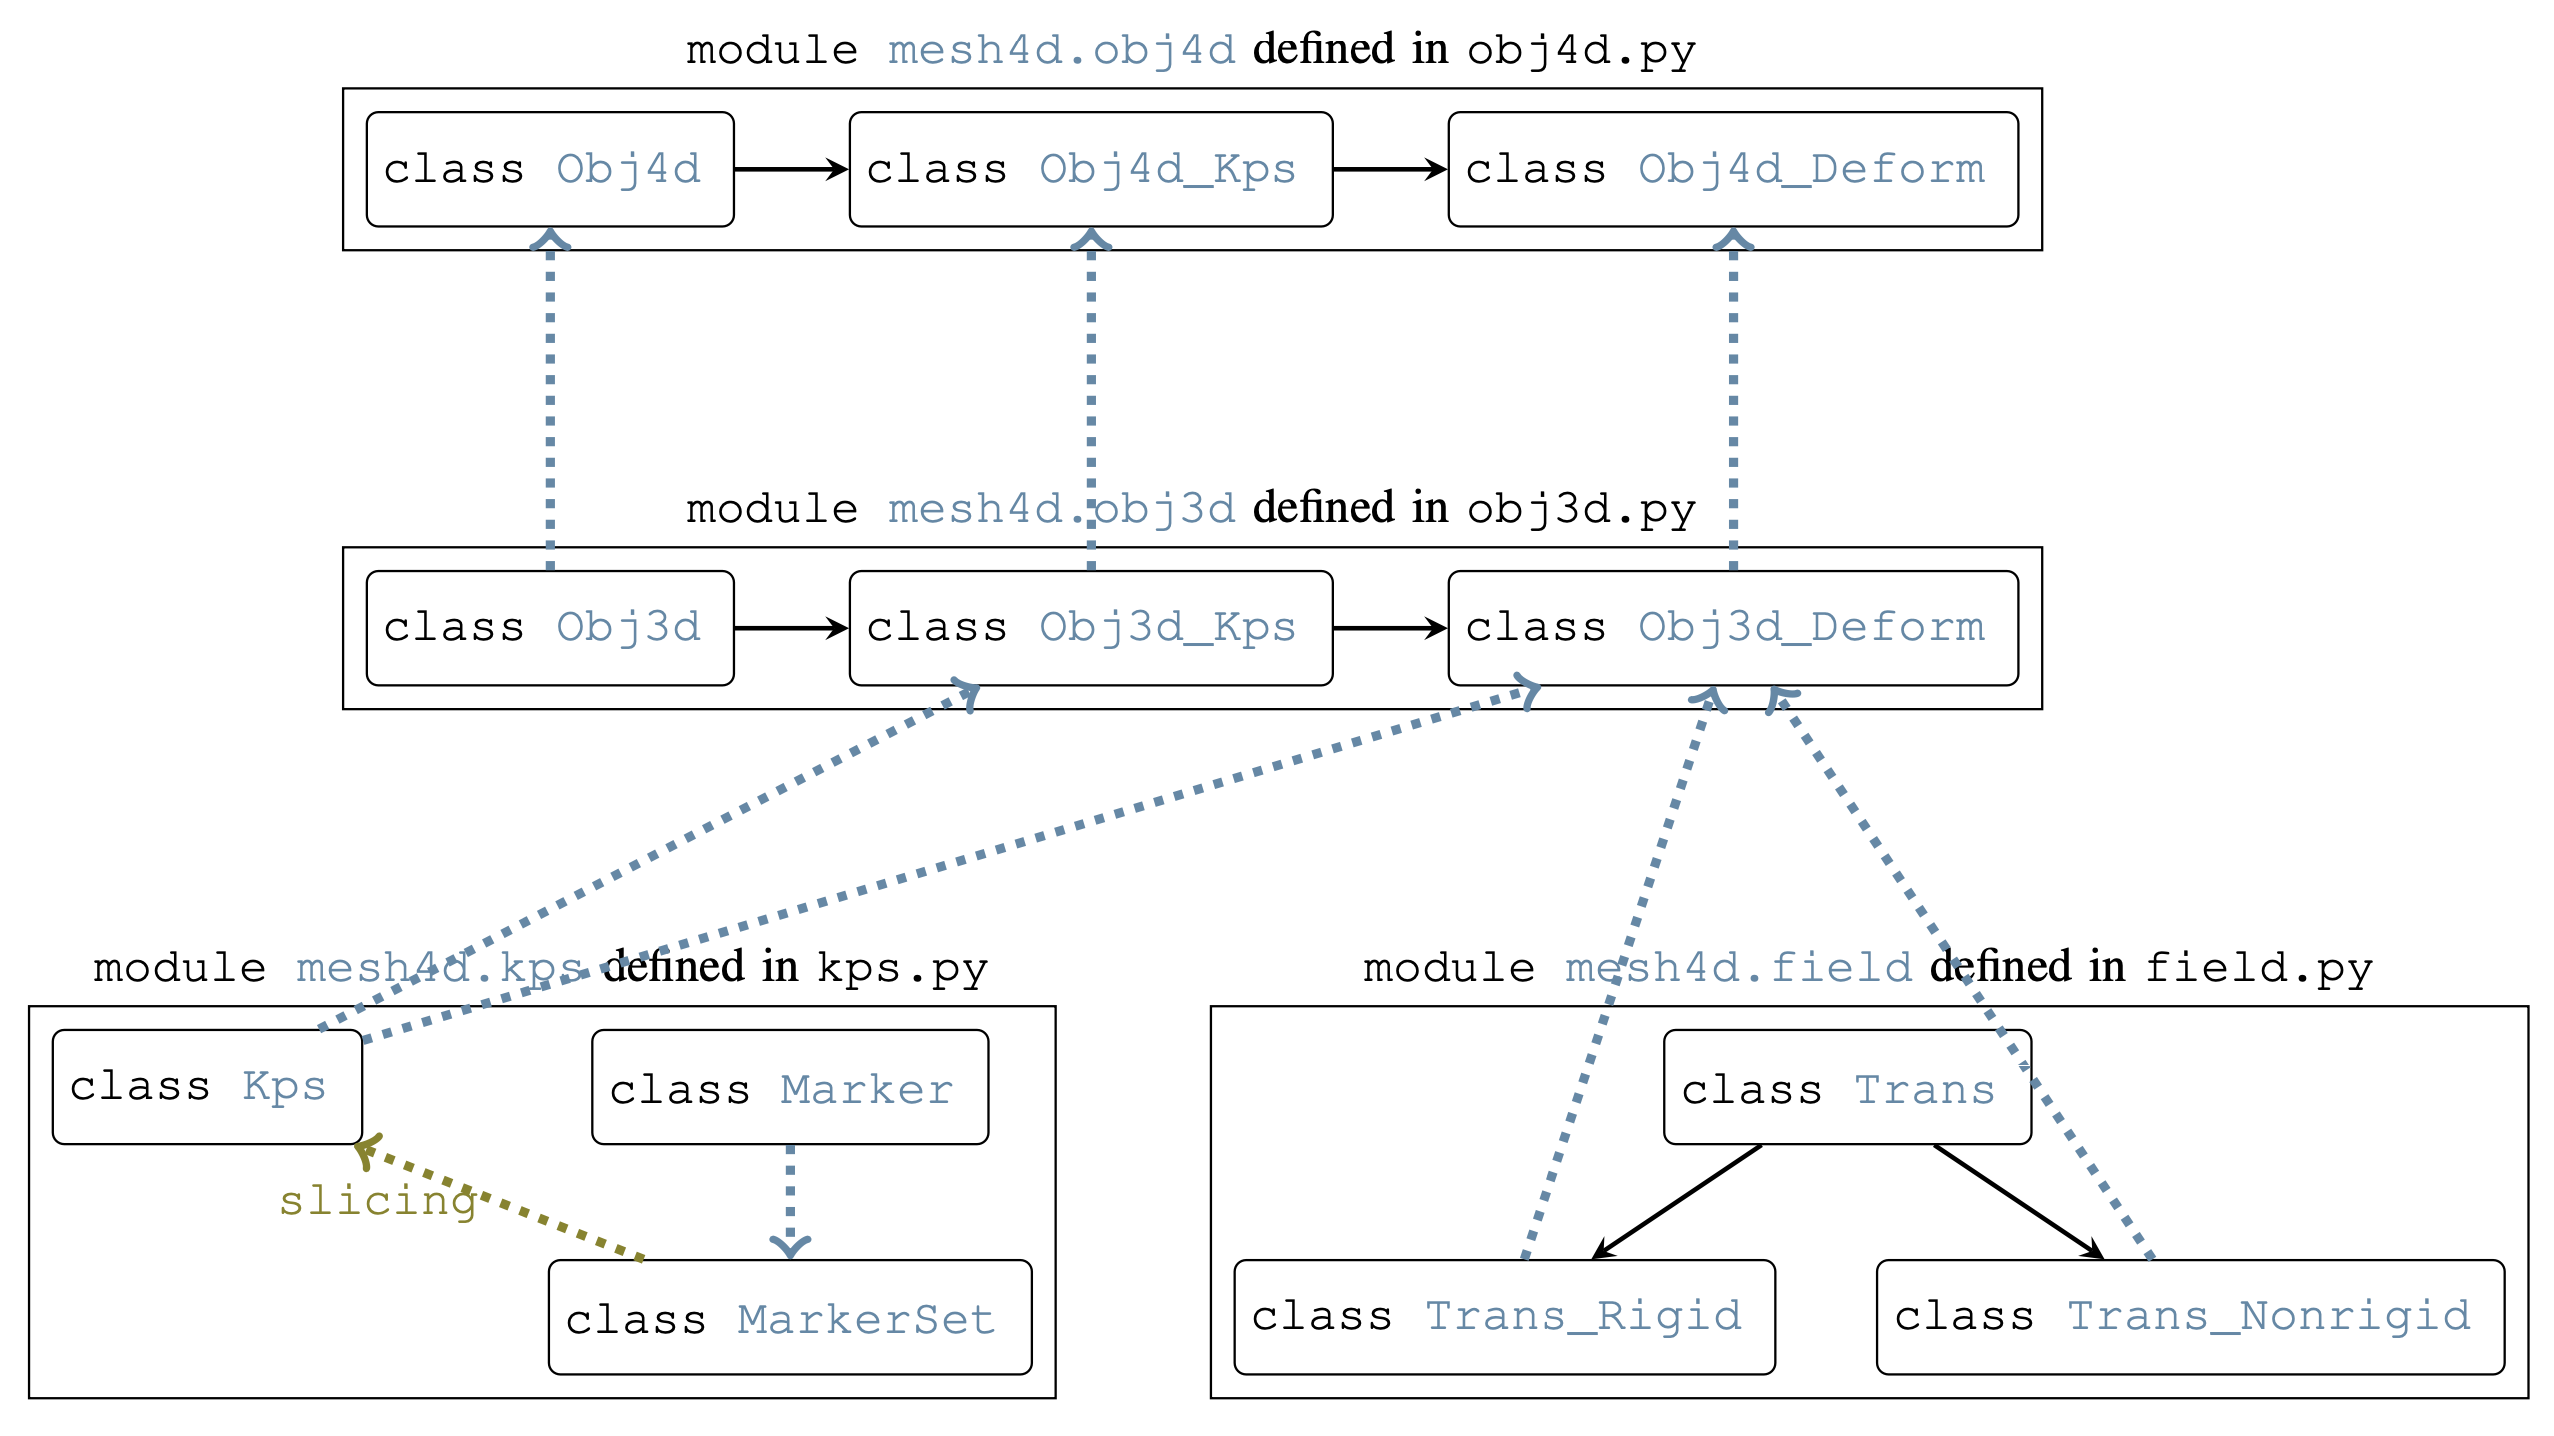 module mesh4d.obj4d defined in obj4d.py
class Obj4d
class Obj4d_Kps
class Obj4d_Deform
module mesh4d.obj3d defined in obj3d.py
class Obj3d
class Obj3d_Kps
class Obj3d_Deform
module mesh4d.kps defined in kps.py
class Kps
class Marker
slicing
class MarkerSet
module mesh4d.field defined in field.py
class Trans
class Trans_Rigid
class Trans_Nonrigid